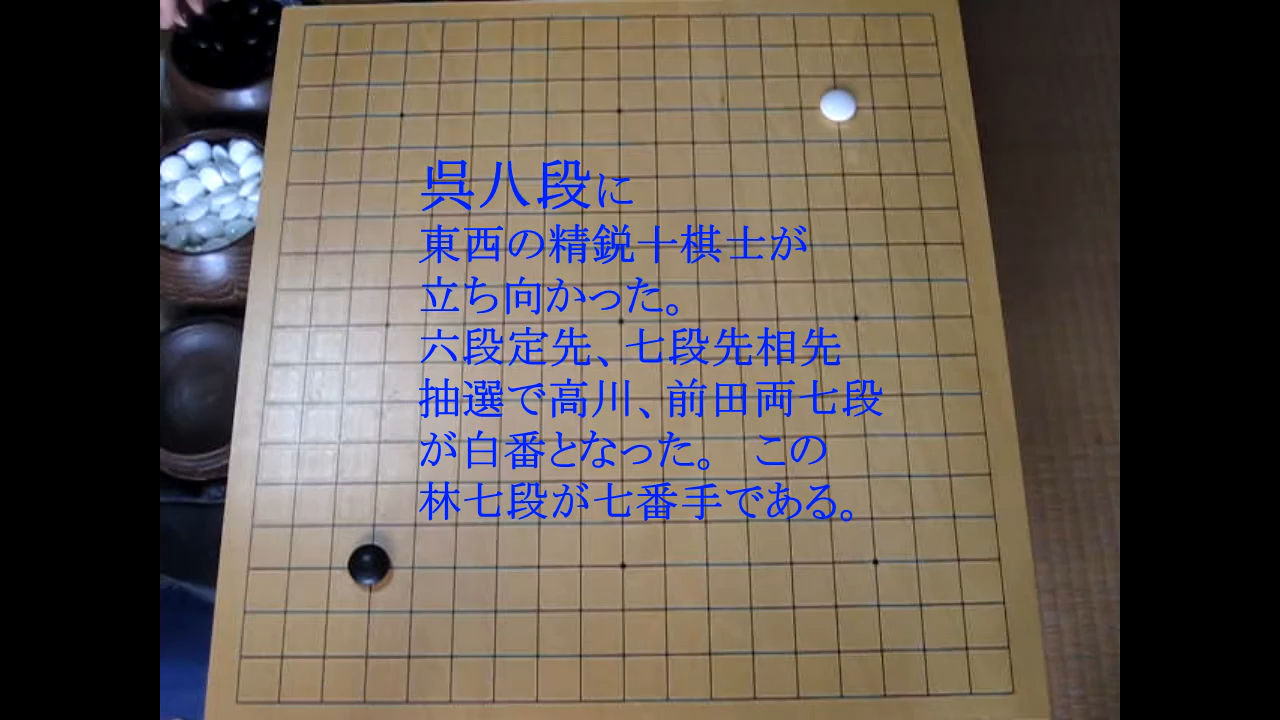 呉八段に
東西の精鋭十棋士が
立ち向かった。
六段定先、七段先相先
抽選で高川、前田両七段
が白番となった。 この
林七段が七番手である。